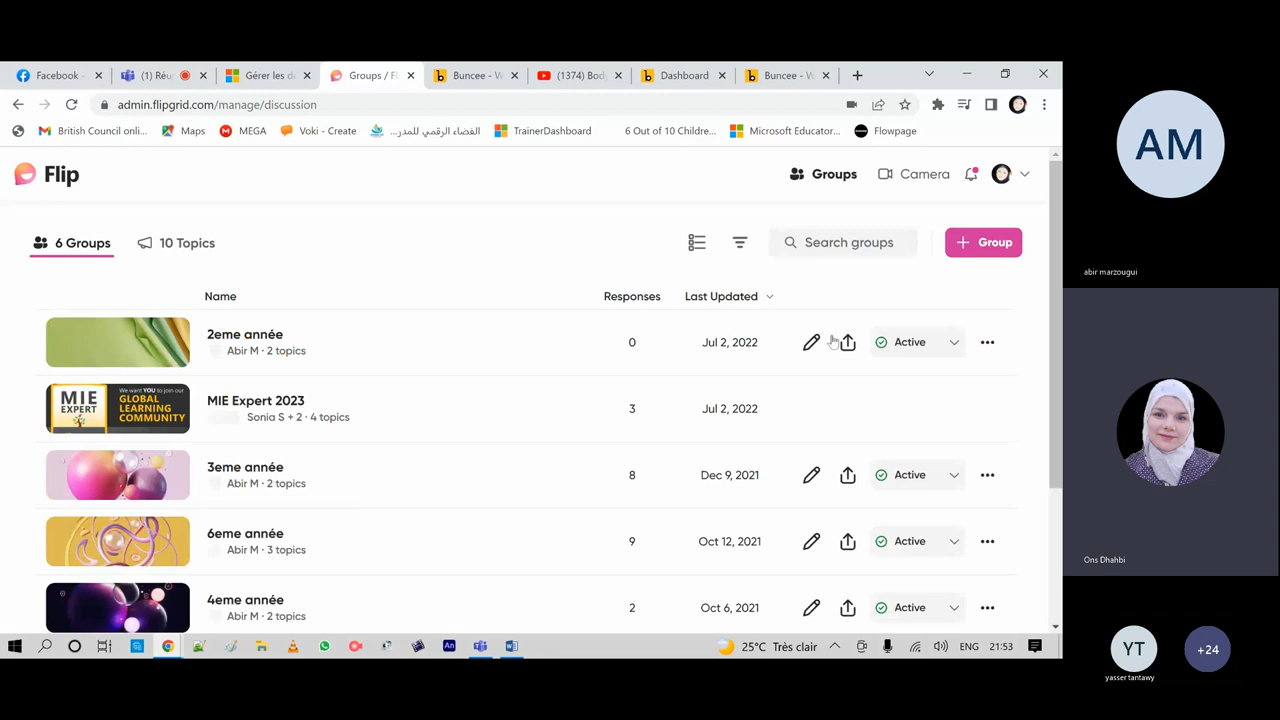 Facebook -
(1) Réu
Gérer les de
Groups / Fl
Buncee - W
(1374) Bod
Dashboard
Buncee - W
admin.flipgrid.com/manage/discussion
British Council onli...
Maps
MEGA
Voki - Create
الفضاء الرقمي للمدر...
TrainerDashboard
6 Out of 10 Childre...
Microsoft Educator...
Flowpage
Flip
Groups
Camera
6 Groups
10 Topics
Search groups
+ Group
Name
Responses
Last Updated
2eme année
0
Jul 2, 2022
Active
Abir M · 2 topics
MIE EXPERT
We want YOU to join our
GLOBAL LEARNING COMMUNITY
MIE Expert 2023
3
Jul 2, 2022
Sonia S + 2 · 4 topics
3eme année
8
Dec 9, 2021
Active
Abir M · 2 topics
6eme année
9
Oct 12, 2021
Active
Abir M · 3 topics
4eme année
2
Oct 6, 2021
Active
Abir M · 2 topics
25°C Très clair
ENG
21:53
AM
abir marzougui
Ons Dhahbi
YT
yasser tantawy
+24